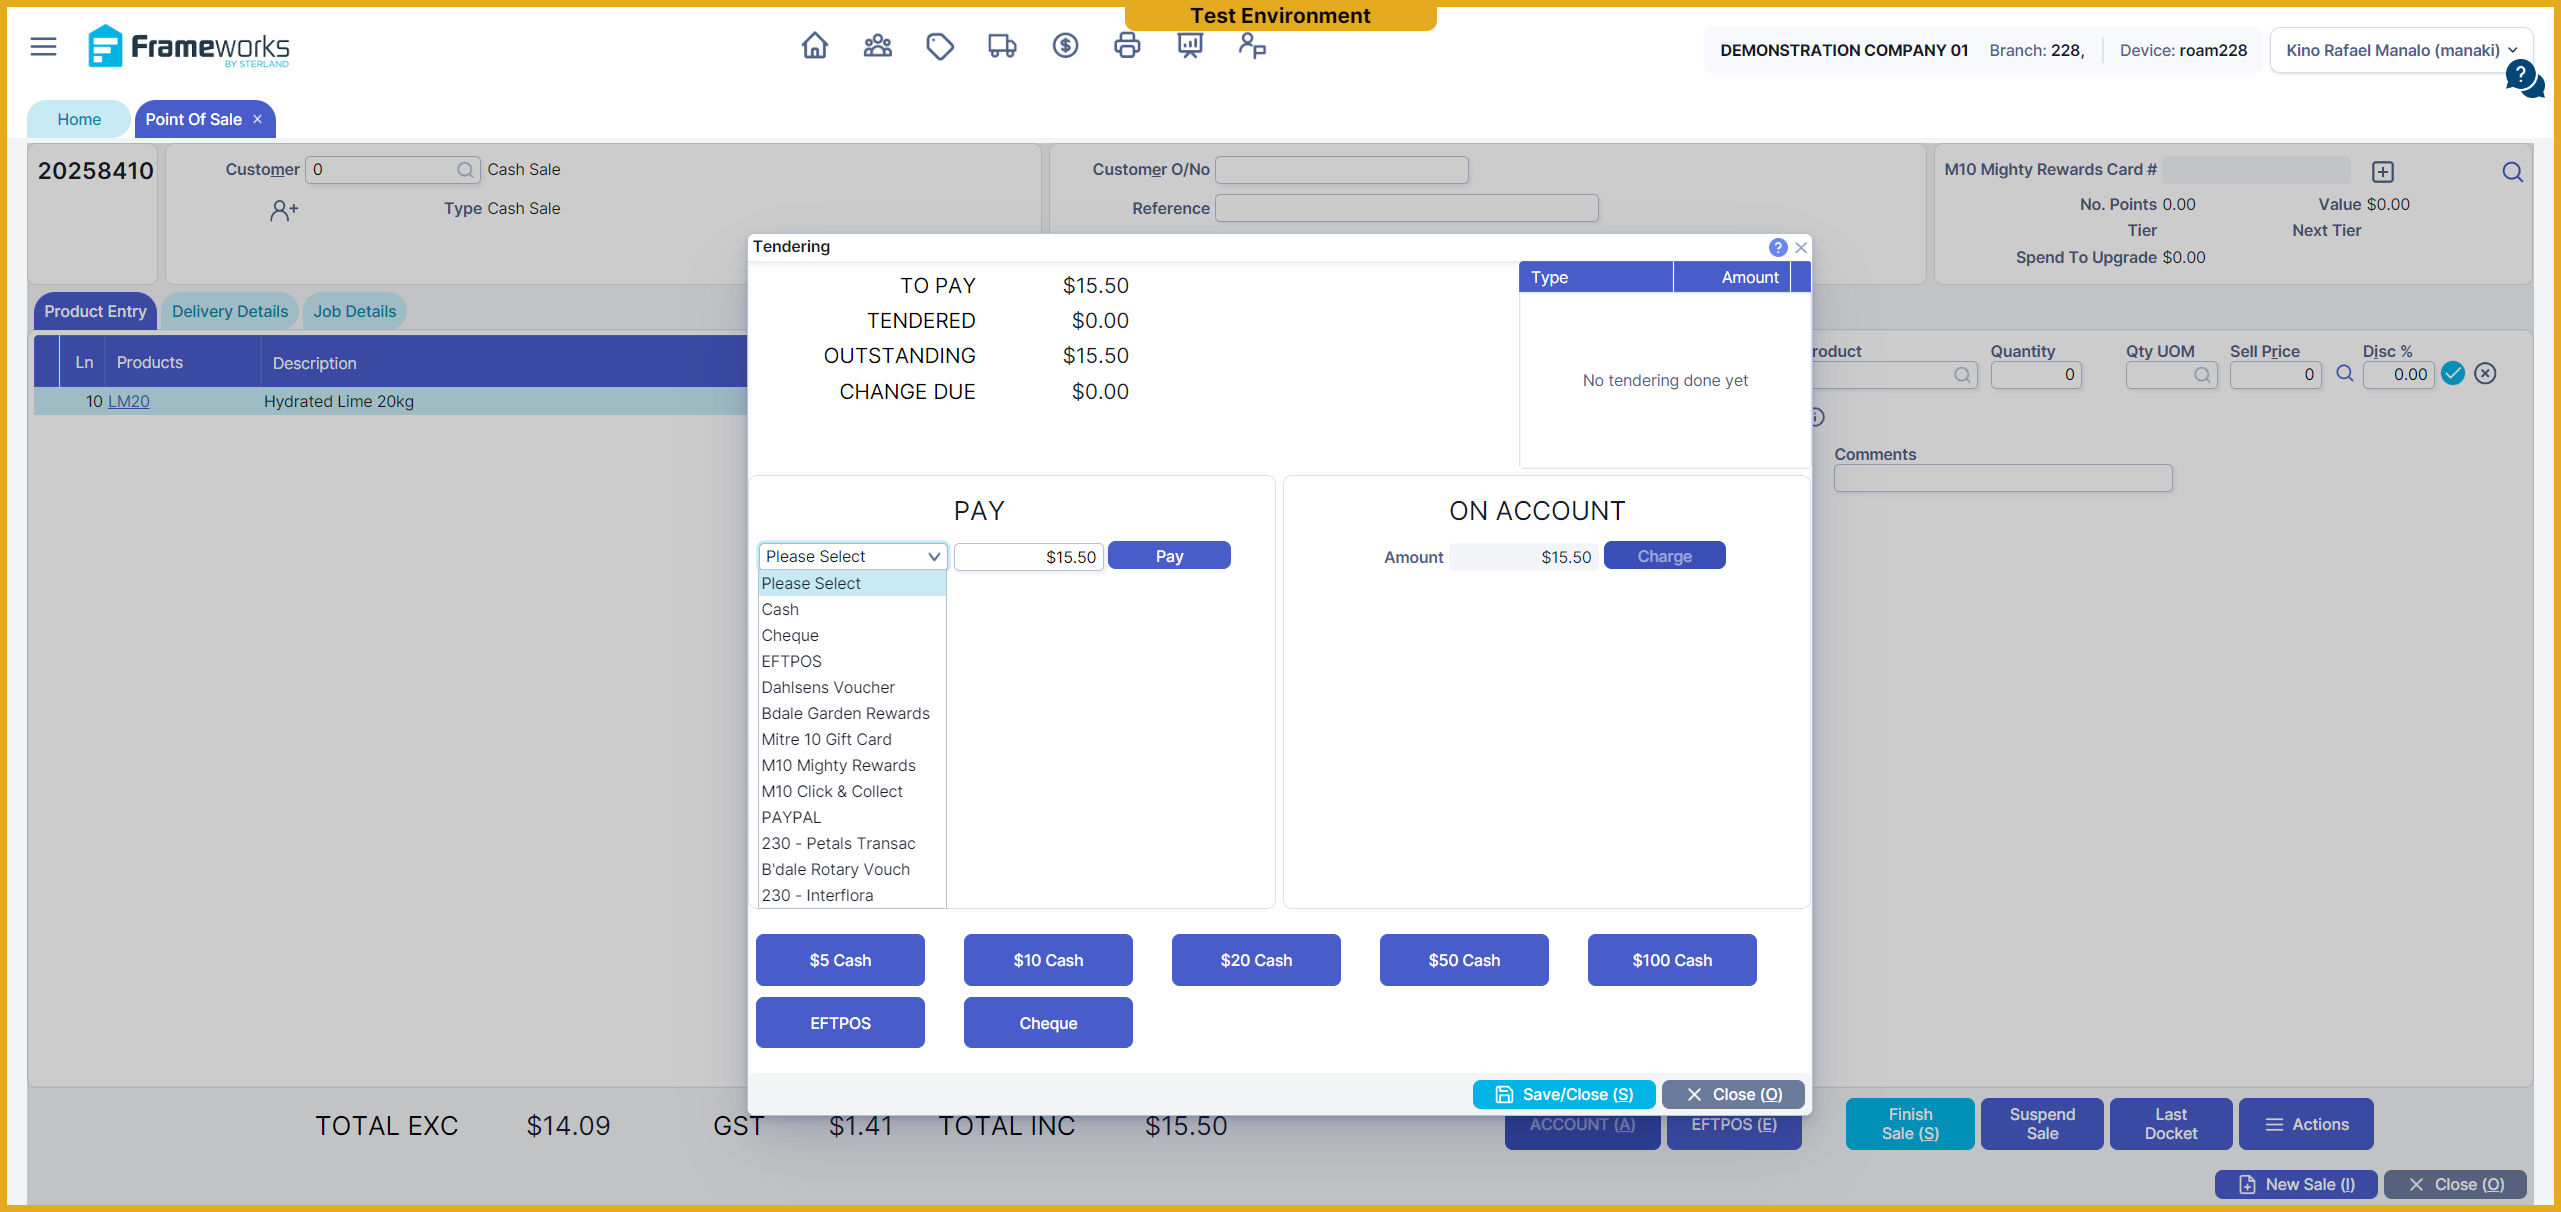 Test Environment
Frameworks
BY STERLAND
DEMONSTRATION COMPANY 01 Branch: 228, Device: roam228 Kino Rafael Manalo (manaki)
?
Home Point Of Sale ×
20258410
Customer 0 Cash Sale
Type Cash Sale
Customer O/No
Reference
M10 Mighty Rewards Card #
No. Points 0.00 Value $0.00
Tier Next Tier
Spend To Upgrade $0.00
Product Entry Delivery Details Job Details
Ln Products Description
10 LM20 Hydrated Lime 20kg
roduct Quantity Qty UOM Sell Price Disc %
0 0 0.00
Comments
Tendering ?
TO PAY $15.50
TENDERED $0.00
OUTSTANDING $15.50
CHANGE DUE $0.00
Type Amount
No tendering done yet
PAY
Please Select $15.50 Pay
Please Select
Cash
Cheque
EFTPOS
Dahlsens Voucher
Bdale Garden Rewards
Mitre 10 Gift Card
M10 Mighty Rewards
M10 Click & Collect
PAYPAL
230 - Petals Transac
B'dale Rotary Vouch
230 - Interflora
ON ACCOUNT
Amount $15.50 Charge
$5 Cash $10 Cash $20 Cash $50 Cash $100 Cash
EFTPOS Cheque
Save/Close (S) Close (O)
TOTAL EXC $14.09 GST $1.41 TOTAL INC $15.50
ACCOUNT (A) EFTPOS (E)
Finish Sale (S)
Suspend Sale
Last Docket
Actions
New Sale (I) Close (O)